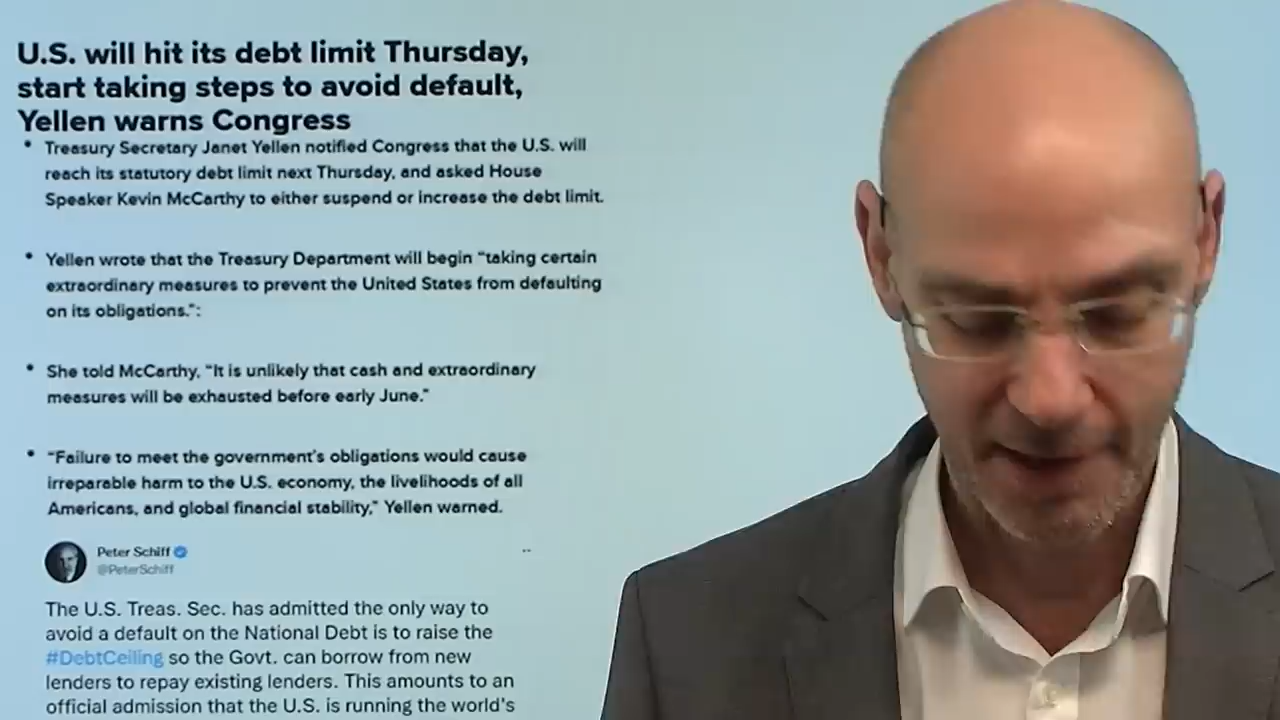 U.S. will hit its debt limit Thursday,
start taking steps to avoid default,
Yellen warns Congress
• Treasury Secretary Janet Yellen notified Congress that the U.S. will
reach its statutory debt limit next Thursday, and asked House
Speaker Kevin McCarthy to either suspend or increase the debt limit.
• Yellen wrote that the Treasury Department will begin “taking certain
extraordinary measures to prevent the United States from defaulting
on its obligations.”:
• She told McCarthy, “It is unlikely that cash and extraordinary
measures will be exhausted before early June.”
• “Failure to meet the government’s obligations would cause
irreparable harm to the U.S. economy, the livelihoods of all
Americans, and global financial stability,” Yellen warned.
Peter Schiff
@PeterSchiff
The U.S. Treas. Sec. has admitted the only way to
avoid a default on the National Debt is to raise the
#DebtCeiling so the Govt. can borrow from new
lenders to repay existing lenders. This amounts to an
official admission that the U.S. is running the world's